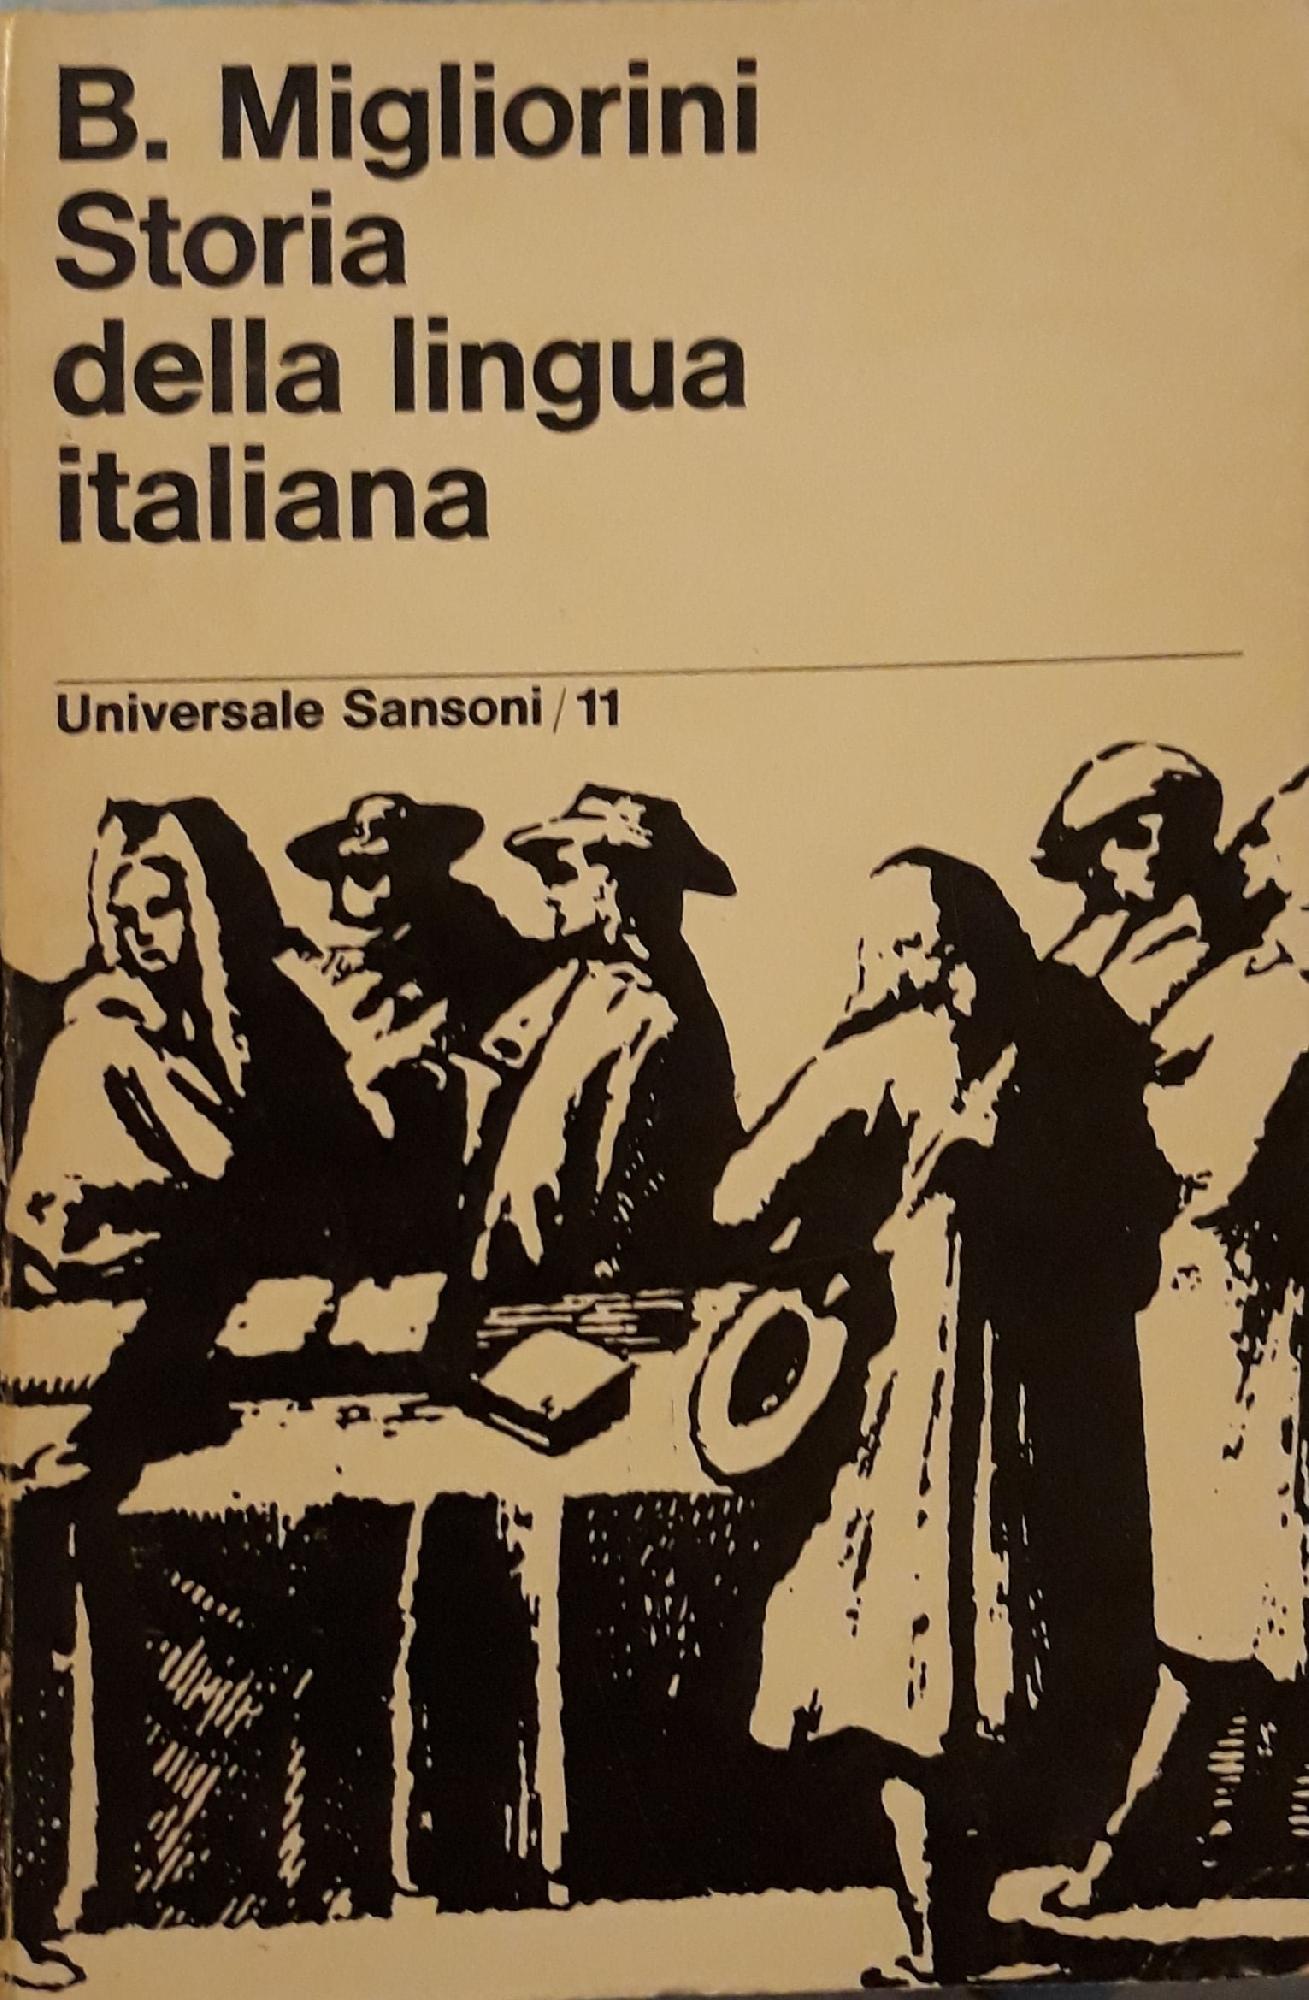 B. Migliorini
Storia
della lingua
italiana
Universale Sansoni / 11